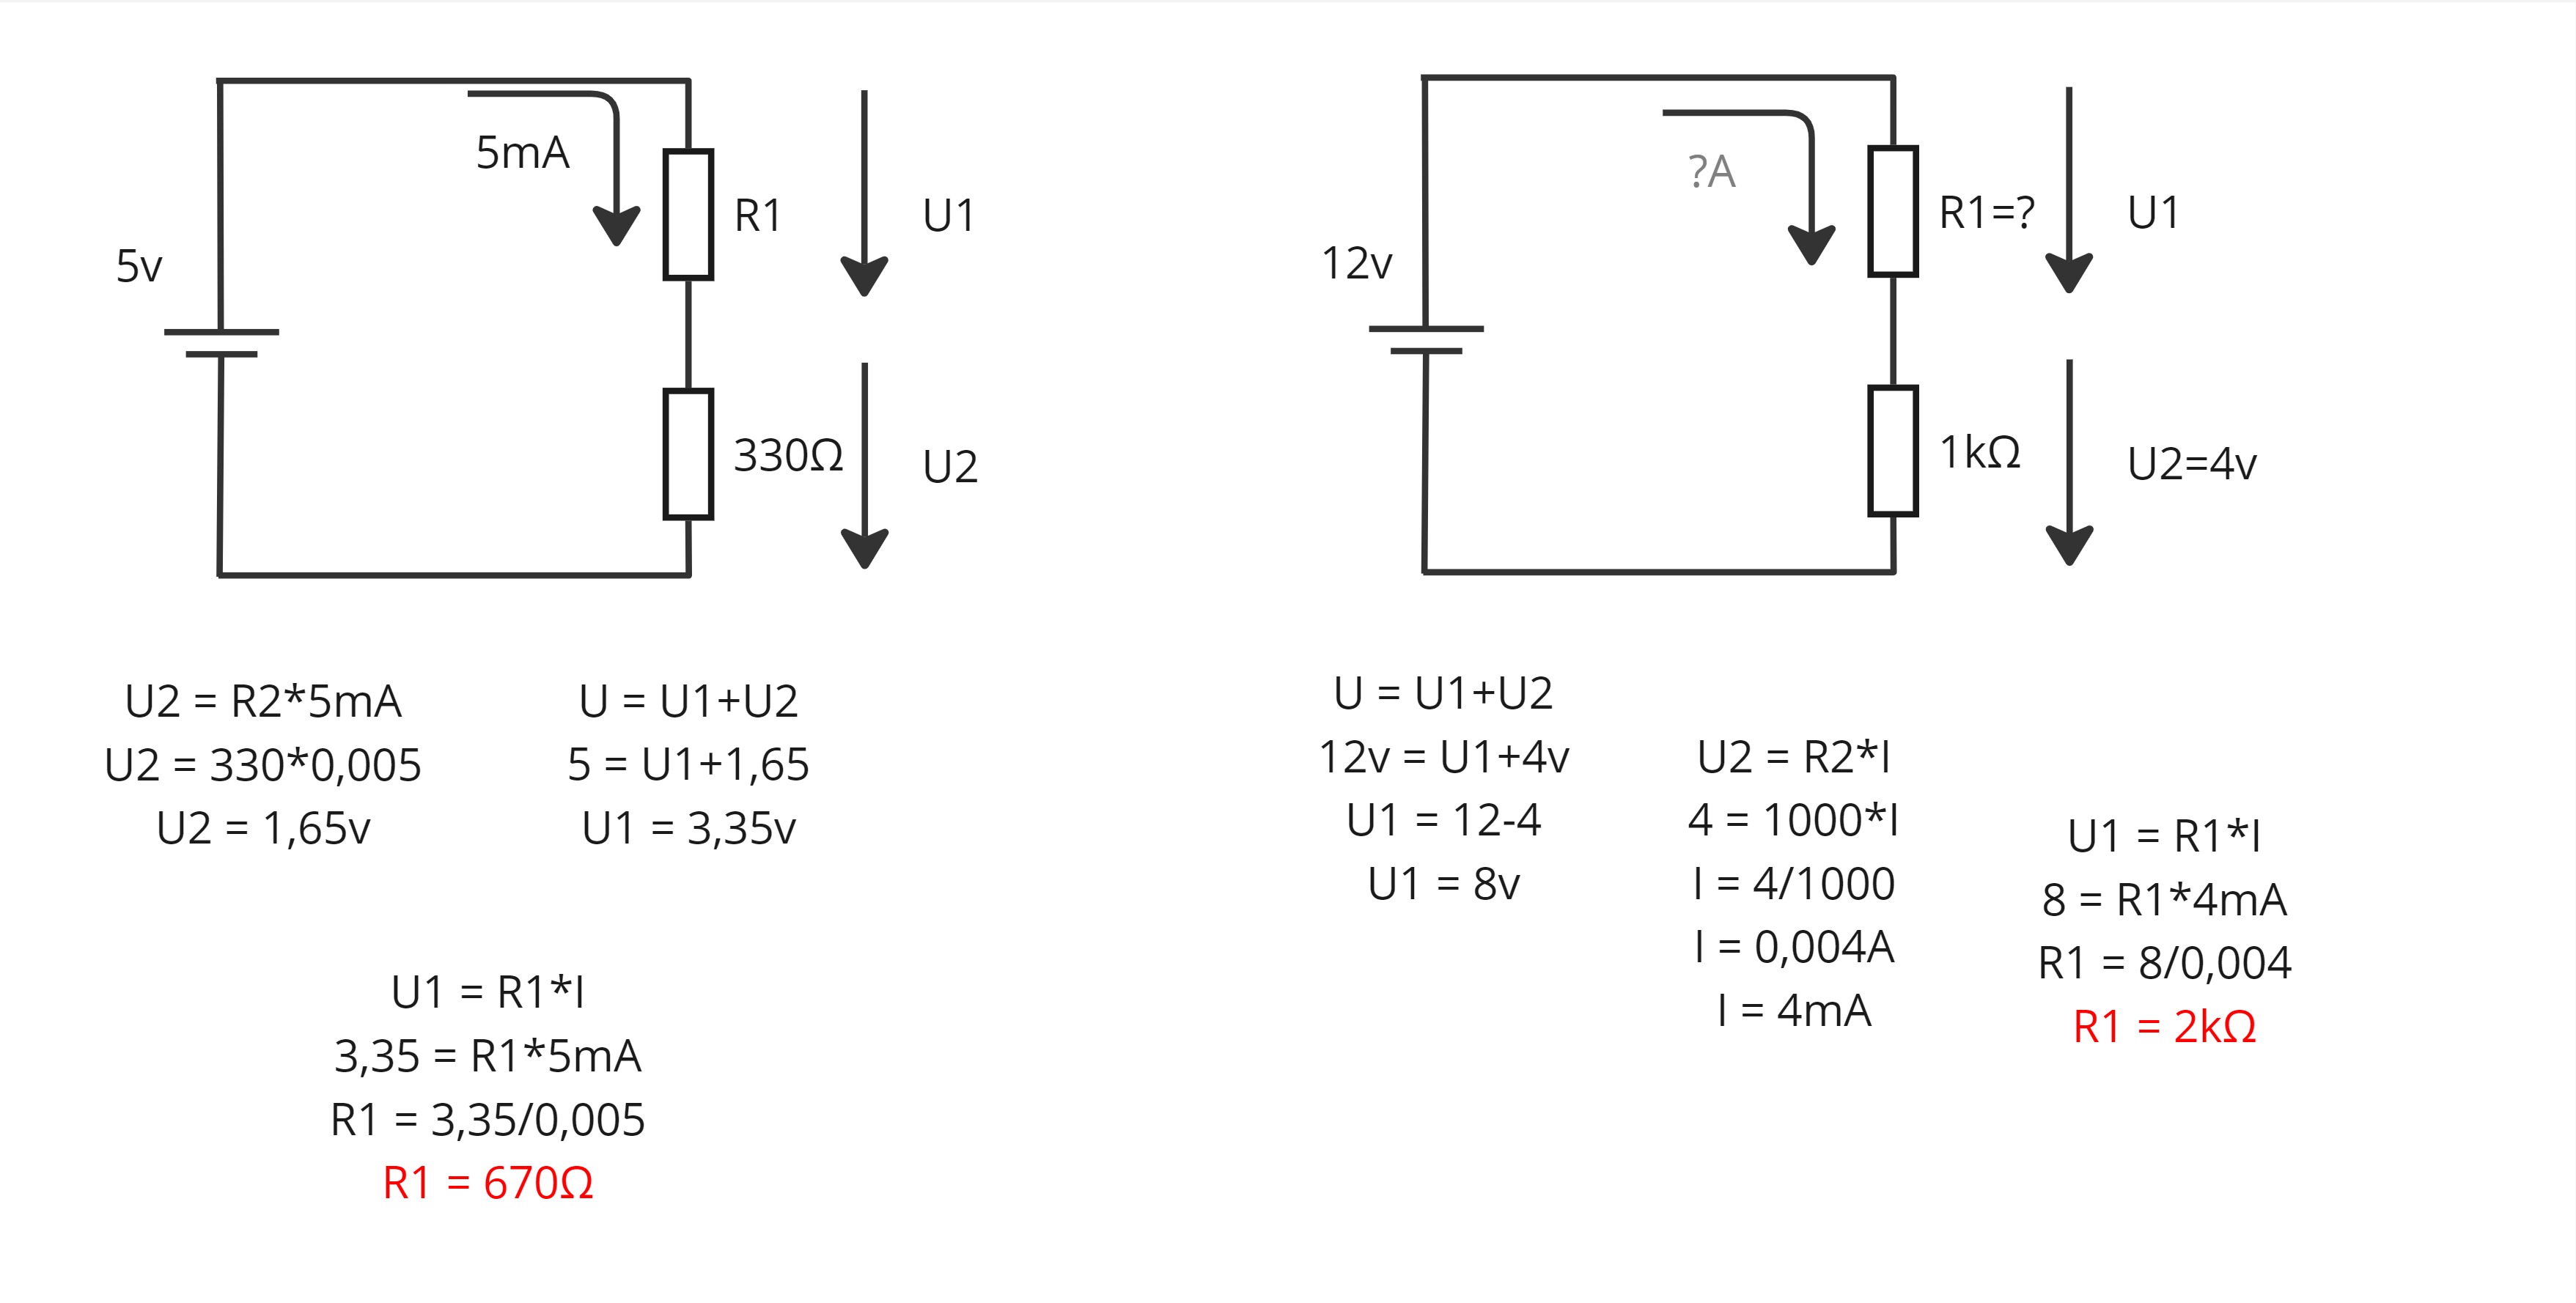 5v
5mA
R1
U1
330Ω
U2
U2 = R2*5mA
U2 = 330*0,005
U2 = 1,65v
U = U1+U2
5 = U1+1,65
U1 = 3,35v
U1 = R1*I
3,35 = R1*5mA
R1 = 3,35/0,005
R1 = 670Ω
12v
?A
R1=?
U1
1kΩ
U2=4v
U = U1+U2
12v = U1+4v
U1 = 12-4
U1 = 8v
U2 = R2*I
4 = 1000*I
I = 4/1000
I = 0,004A
I = 4mA
U1 = R1*I
8 = R1*4mA
R1 = 8/0,004
R1 = 2kΩ